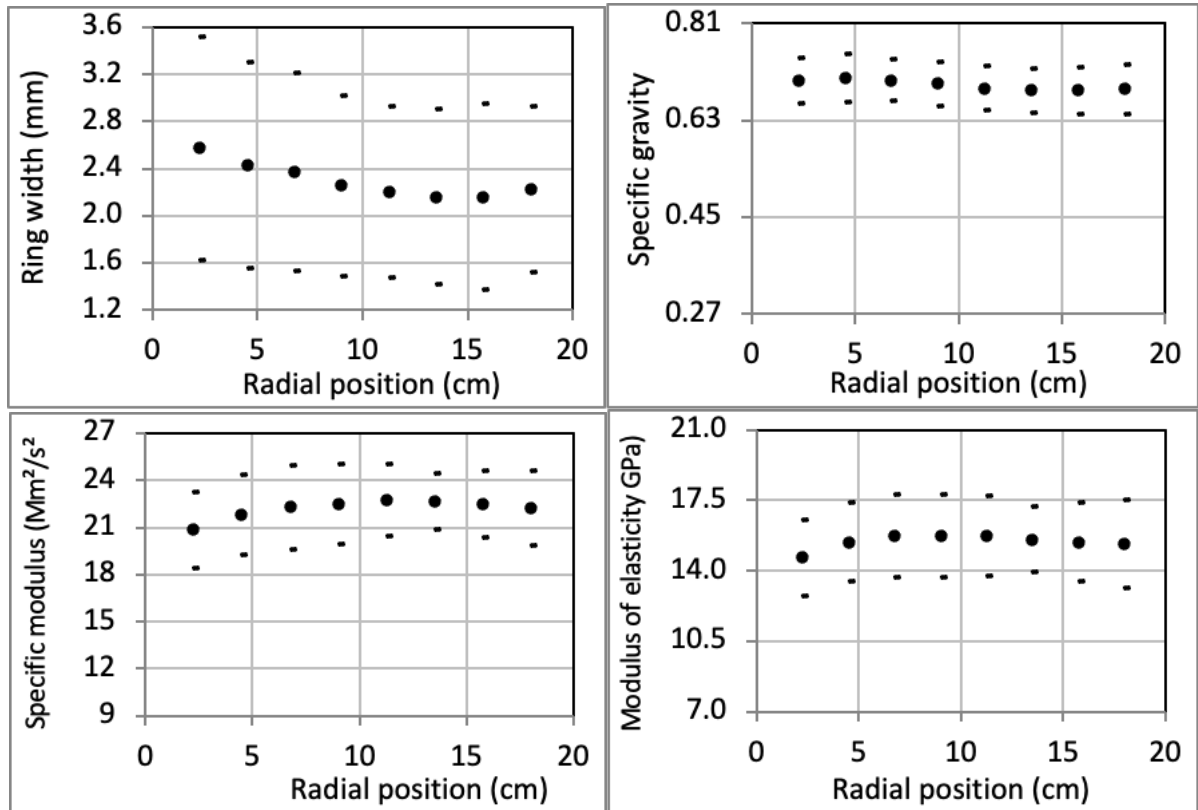 Ring width (mm)
3.6
3.2
2.8
2.4
2.0
1.6
1.2
0 5 10 15 20
Radial position (cm)
Specific gravity
0.81
0.63
0.45
0.27
0 5 10 15 20
Radial position (cm)
Specific modulus (Mm²/s²
27
24
21
18
15
12
9
0 5 10 15 20
Radial position (cm)
Modulus of elasticity GPa)
21.0
17.5
14.0
10.5
7.0
0 5 10 15 20
Radial position (cm)